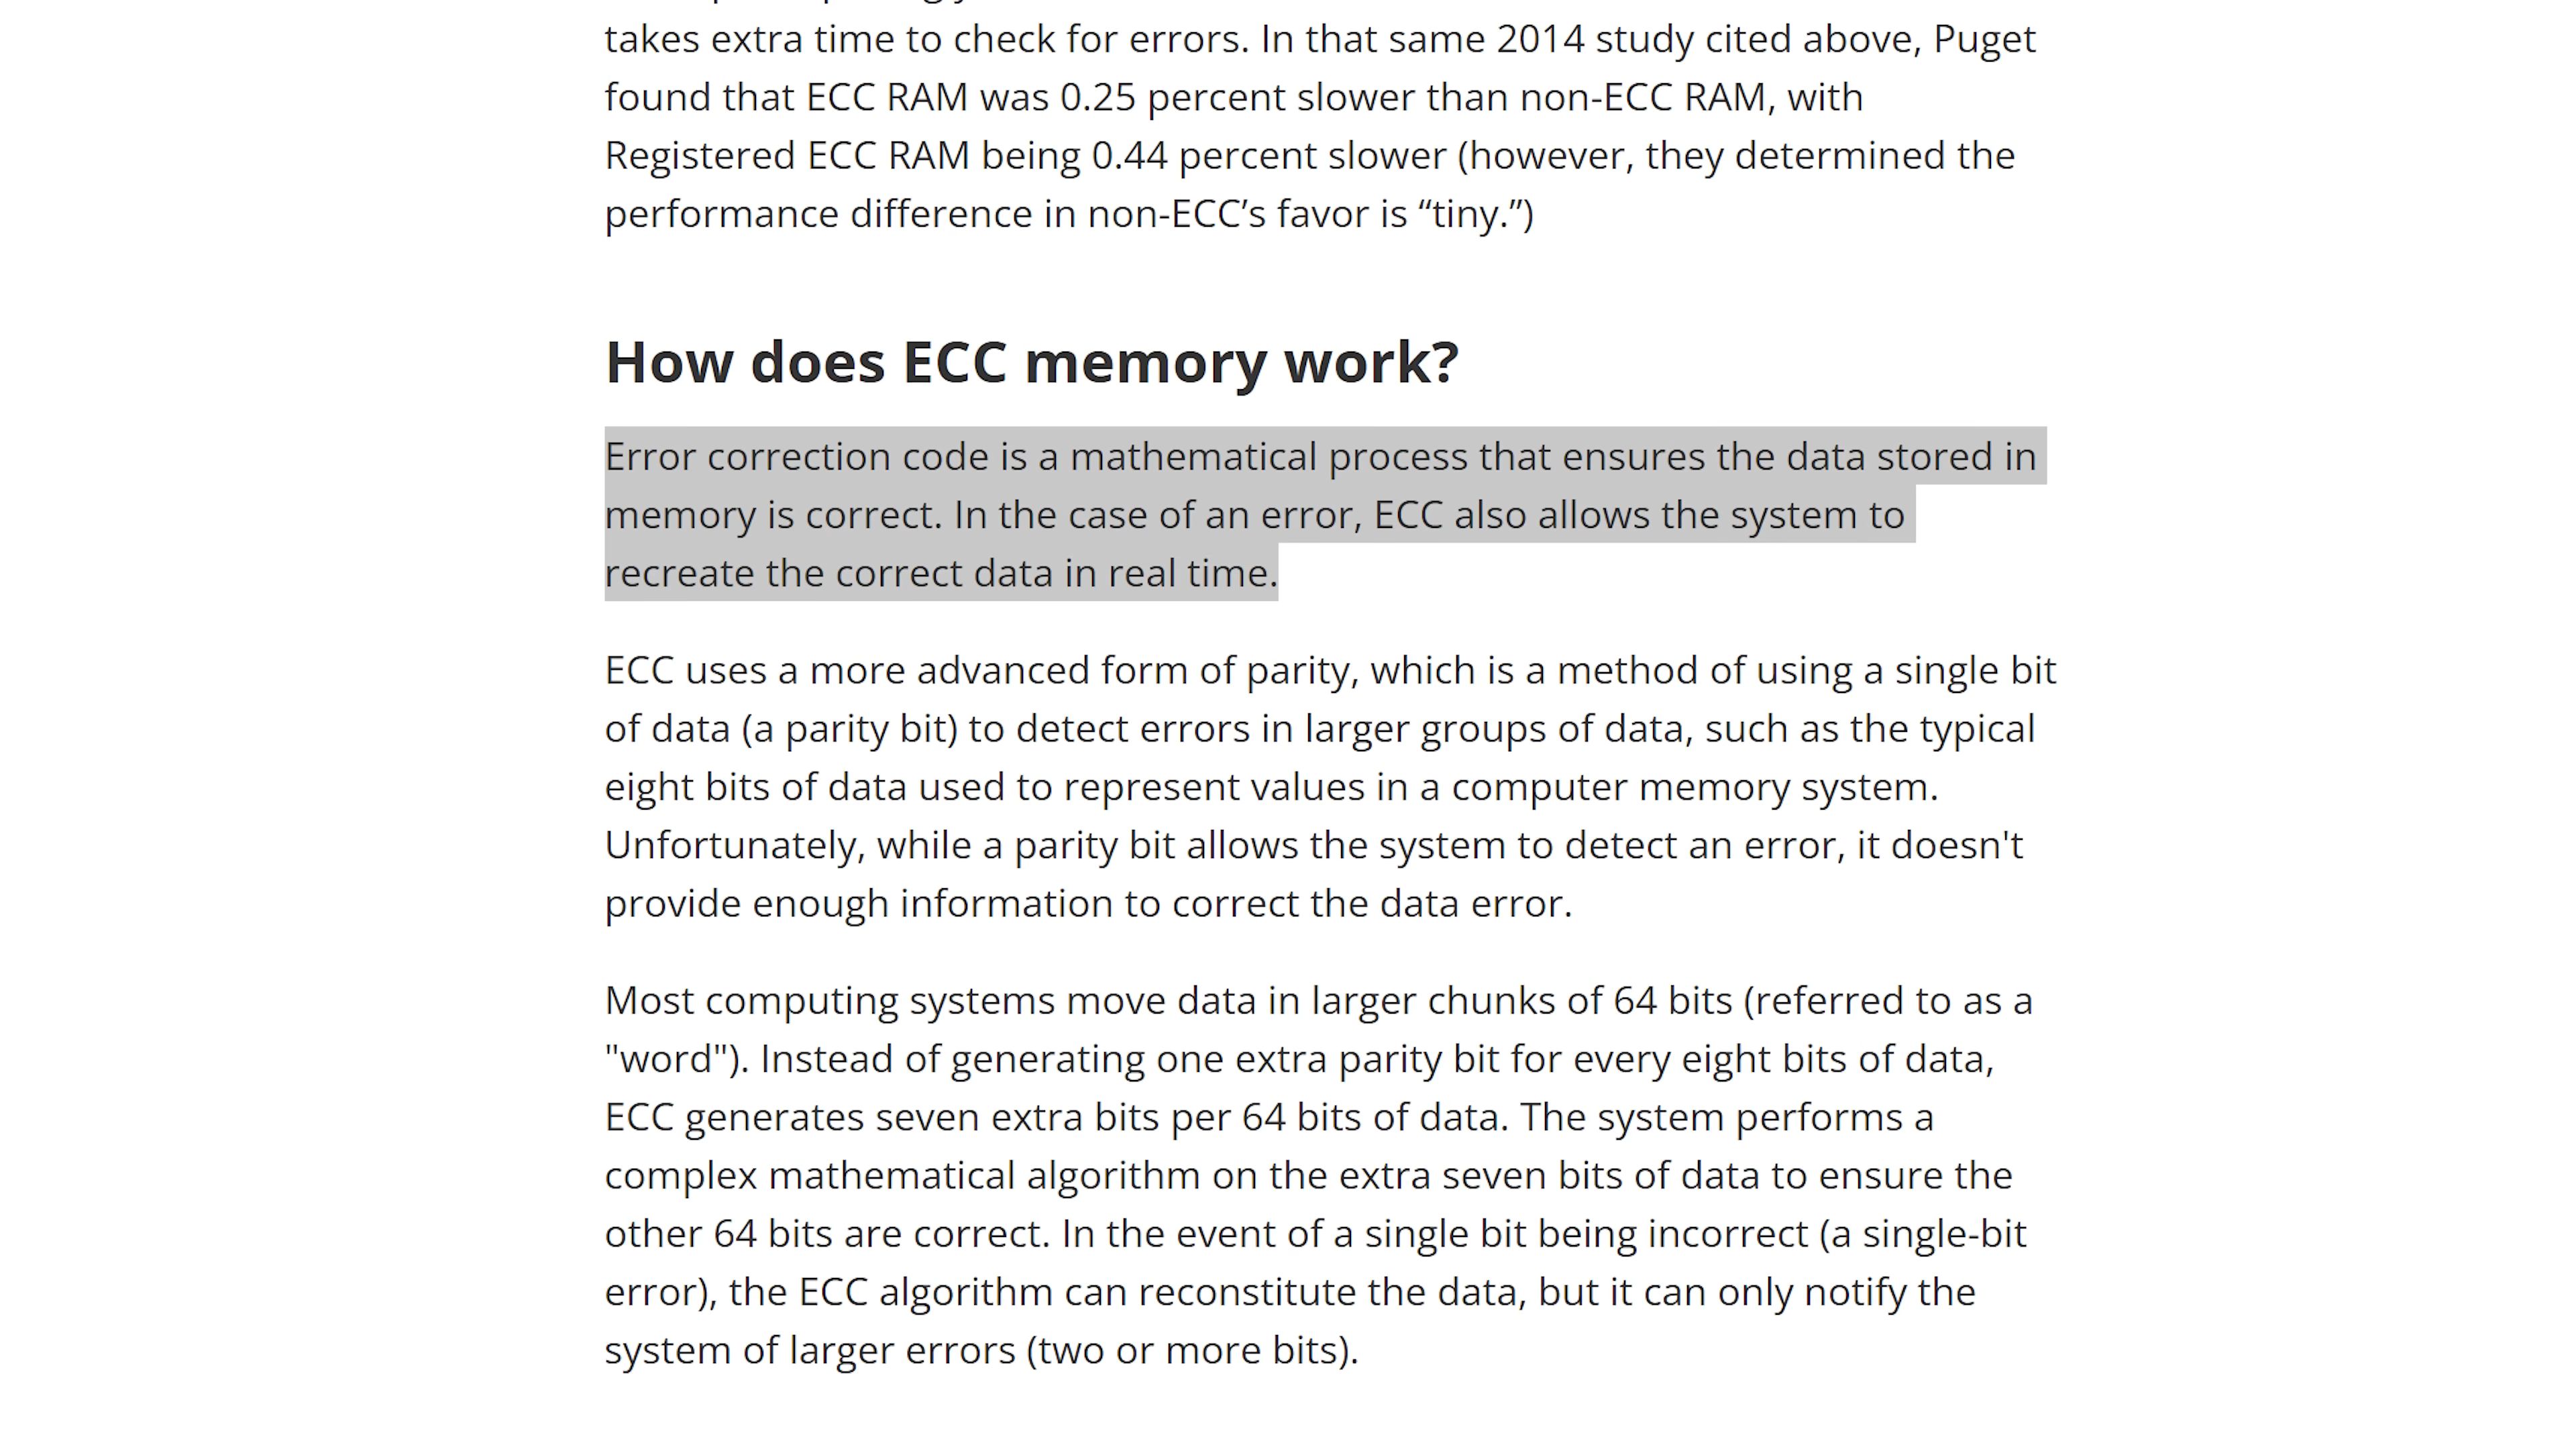 takes extra time to check for errors. In that same 2014 study cited above, Puget
found that ECC RAM was 0.25 percent slower than non-ECC RAM, with
Registered ECC RAM being 0.44 percent slower (however, they determined the
performance difference in non-ECC’s favor is “tiny.”)
How does ECC memory work?
Error correction code is a mathematical process that ensures the data stored in
memory is correct. In the case of an error, ECC also allows the system to
recreate the correct data in real time.
ECC uses a more advanced form of parity, which is a method of using a single bit
of data (a parity bit) to detect errors in larger groups of data, such as the typical
eight bits of data used to represent values in a computer memory system.
Unfortunately, while a parity bit allows the system to detect an error, it doesn't
provide enough information to correct the data error.
Most computing systems move data in larger chunks of 64 bits (referred to as a
"word"). Instead of generating one extra parity bit for every eight bits of data,
ECC generates seven extra bits per 64 bits of data. The system performs a
complex mathematical algorithm on the extra seven bits of data to ensure the
other 64 bits are correct. In the event of a single bit being incorrect (a single-bit
error), the ECC algorithm can reconstitute the data, but it can only notify the
system of larger errors (two or more bits).